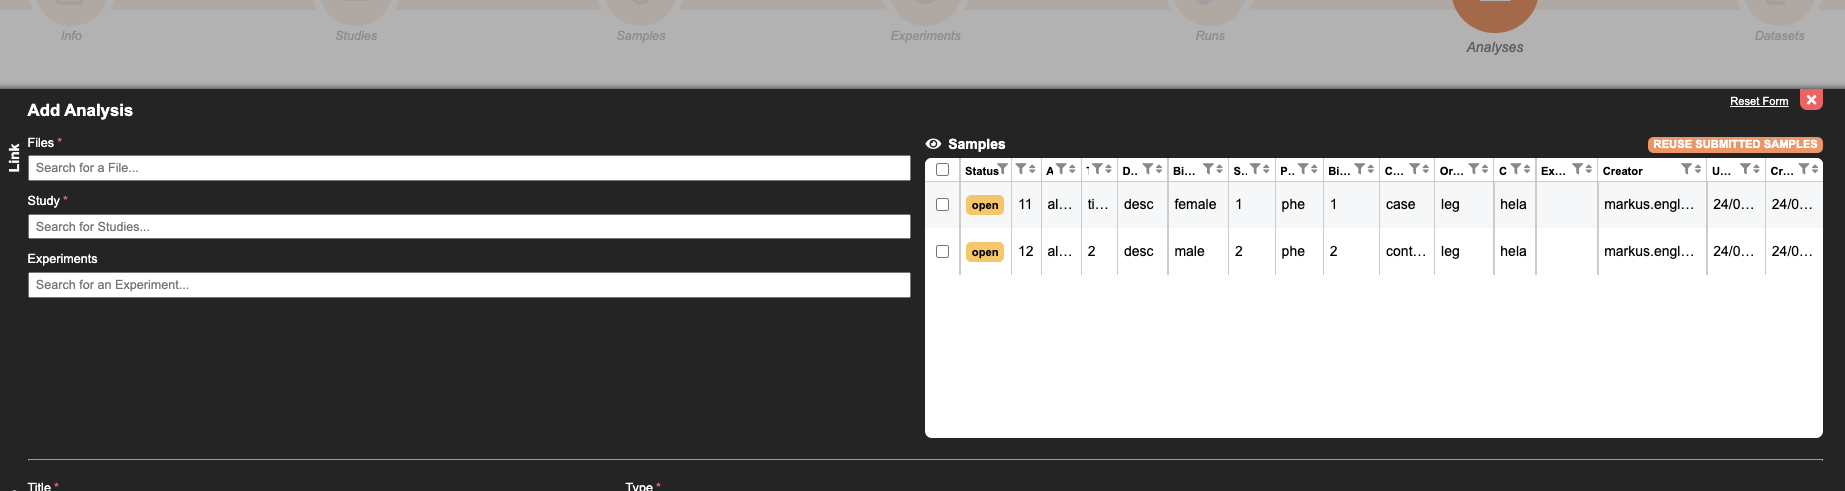 Info Studies Samples Experiments Runs Analyses Datasets
Add Analysis
Reset Form
Link
Files *
Search for a File...
Study *
Search for Studies...
Experiments
Search for an Experiment...
Samples
REUSE SUBMITTED SAMPLES
Status A D.. Bi... S.. P.. Bi... C... Or... C Ex... Creator U... Cr...
open 11 al... ti... desc female 1 phe 1 case leg hela markus.engl... 24/0... 24/0...
open 12 al... 2 desc male 2 phe 2 cont... leg hela markus.engl... 24/0... 24/0...
Title * Type *